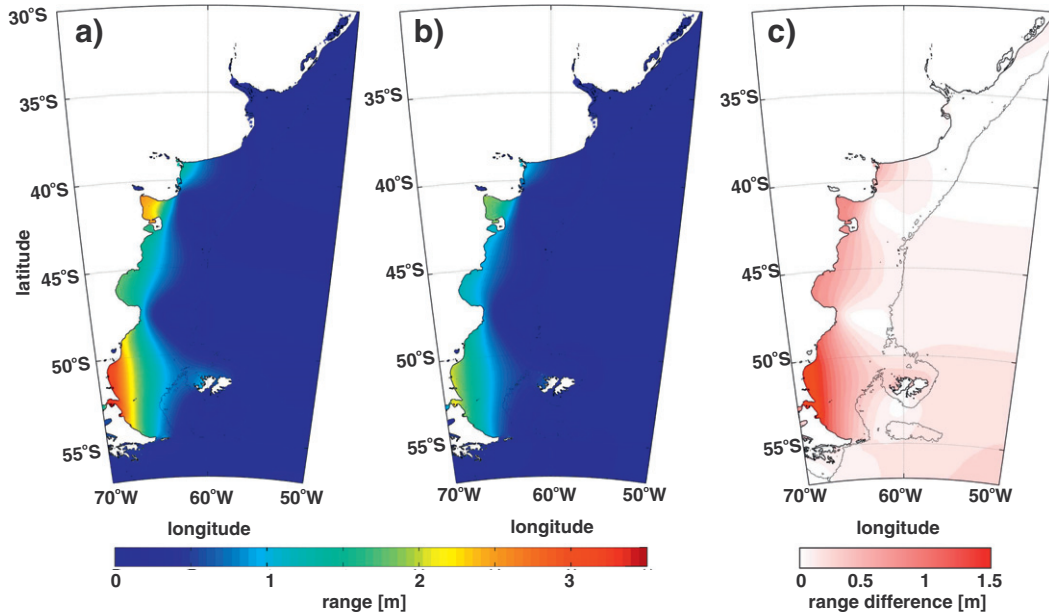 a) b) c)
30°S
35°S 35°S 35°S
latitude
40°S 40°S 40°S
45°S 45°S 45°S
50°S 50°S 50°S
55°S 55°S 55°S
70°W 60°W 50°W 70°W 60°W 50°W 70°W 60°W 50°W
longitude longitude longitude
0 1 2 3 0 0.5 1 1.5
range [m] range difference [m]